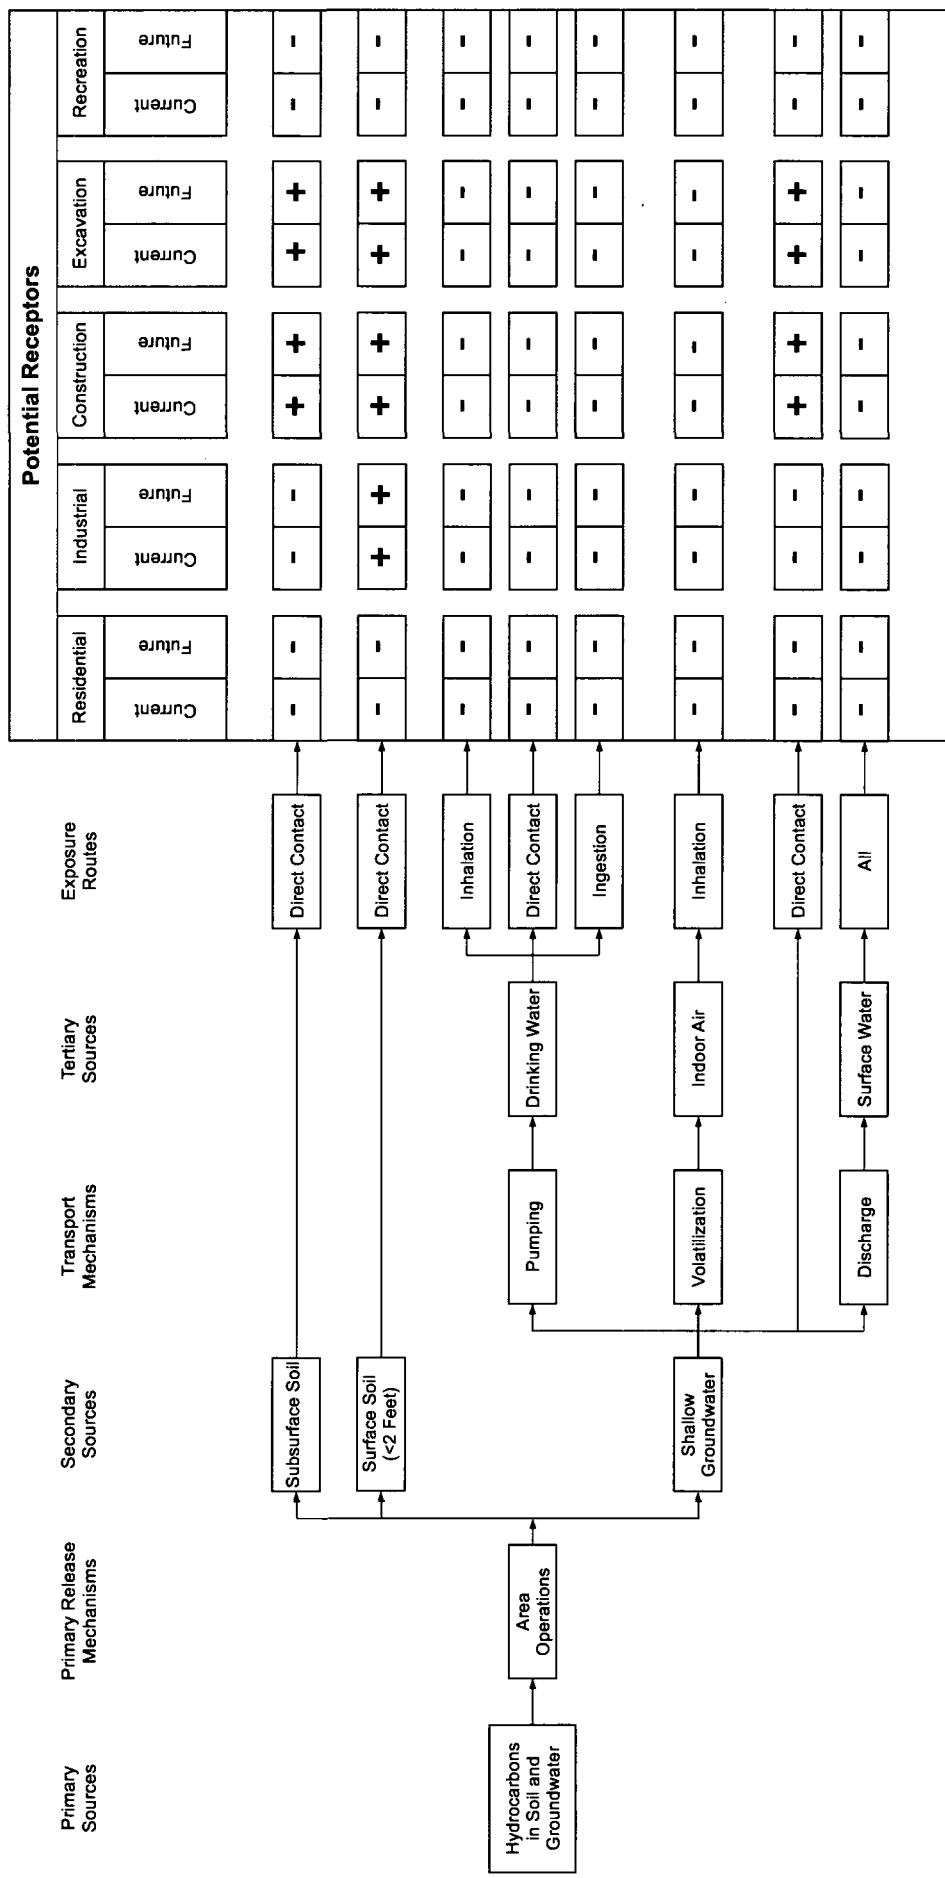 Potential Receptors
Residential
Industrial
Construction
Excavation
Recreation
Current
Future
Current
Future
Current
Future
Current
Future
Current
Future
Primary
Sources
Primary Release
Mechanisms
Secondary
Sources
Transport
Mechanisms
Tertiary
Sources
Exposure
Routes
Subsurface Soil
Direct Contact
- - - - + + + + - -
Surface Soil
(<2 Feet)
Direct Contact
- - + + + + + + - -
Inhalation
- - - - - - - - - -
Hydrocarbons
in Soil and
Groundwater
Area
Operations
Pumping
Drinking Water
Direct Contact
- - - - - - - - - -
Ingestion
- - - - - - - - - -
Shallow
Groundwater
Volatilization
Indoor Air
Inhalation
- - - - - - - - - -
Direct Contact
- - - - + + + + - -
Discharge
Surface Water
All
- - - - - - - - - -